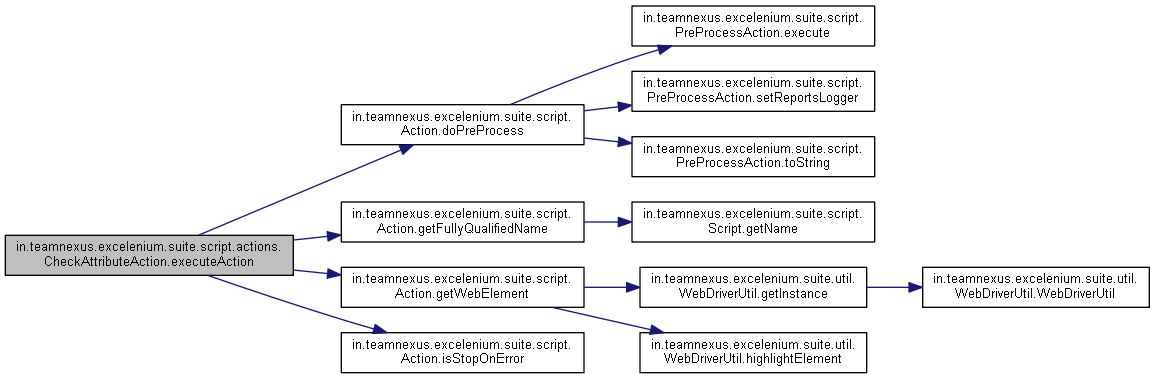 in.teamnexus.excelenium.suite.script.
PreProcessAction.execute
in.teamnexus.excelenium.suite.script.
PreProcessAction.setReportsLogger
in.teamnexus.excelenium.suite.script.
Action.doPreProcess
in.teamnexus.excelenium.suite.script.
PreProcessAction.toString
in.teamnexus.excelenium.suite.script.
Action.getFullyQualifiedName
in.teamnexus.excelenium.suite.script.
Script.getName
in.teamnexus.excelenium.suite.script.actions.
CheckAttributeAction.executeAction
in.teamnexus.excelenium.suite.script.
Action.getWebElement
in.teamnexus.excelenium.suite.util.
WebDriverUtil.getInstance
in.teamnexus.excelenium.suite.util.
WebDriverUtil.WebDriverUtil
in.teamnexus.excelenium.suite.script.
Action.isStopOnError
in.teamnexus.excelenium.suite.util.
WebDriverUtil.highlightElement